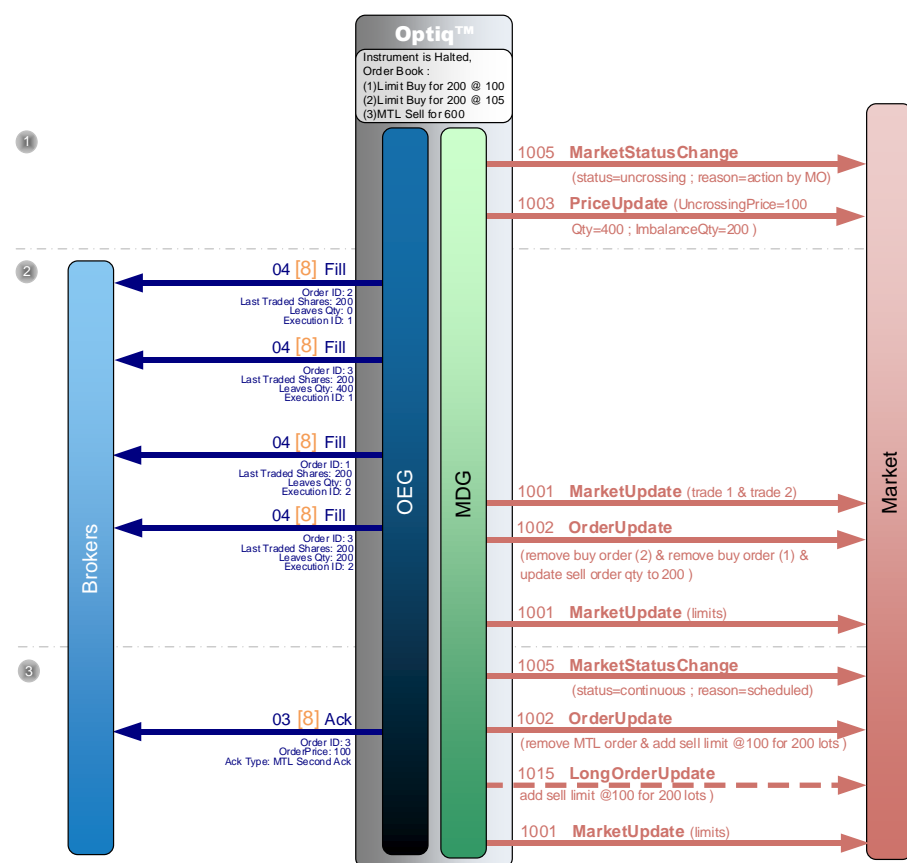 Optiq™
Instrument is Halted,
Order Book :
(1)Limit Buy for 200 @ 100
(2)Limit Buy for 200 @ 105
(3)MTL Sell for 600
1
1005 MarketStatusChange
(status=uncrossing ; reason=action by MO)
1003 PriceUpdate (UncrossingPrice=100
Qty=400 ; ImbalanceQty=200 )
2
04 [8] Fill
Order ID: 2
Last Traded Shares: 200
Leaves Qty: 0
Execution ID: 1
04 [8] Fill
Order ID: 3
Last Traded Shares: 200
Leaves Qty: 400
Execution ID: 1
04 [8] Fill
Order ID: 1
Last Traded Shares: 200
Leaves Qty: 0
Execution ID: 2
04 [8] Fill
Order ID: 3
Last Traded Shares: 200
Leaves Qty: 200
Execution ID: 2
Brokers
OEG
MDG
Market
1001 MarketUpdate (trade 1 & trade 2)
1002 OrderUpdate
(remove buy order (2) & remove buy order (1) &
update sell order qty to 200 )
1001 MarketUpdate (limits)
3
1005 MarketStatusChange
(status=continuous ; reason=scheduled)
03 [8] Ack
Order ID: 3
OrderPrice: 100
Ack Type: MTL Second Ack
1002 OrderUpdate
(remove MTL order & add sell limit @100 for 200 lots )
1015 LongOrderUpdate
add sell limit @100 for 200 lots )
1001 MarketUpdate (limits)